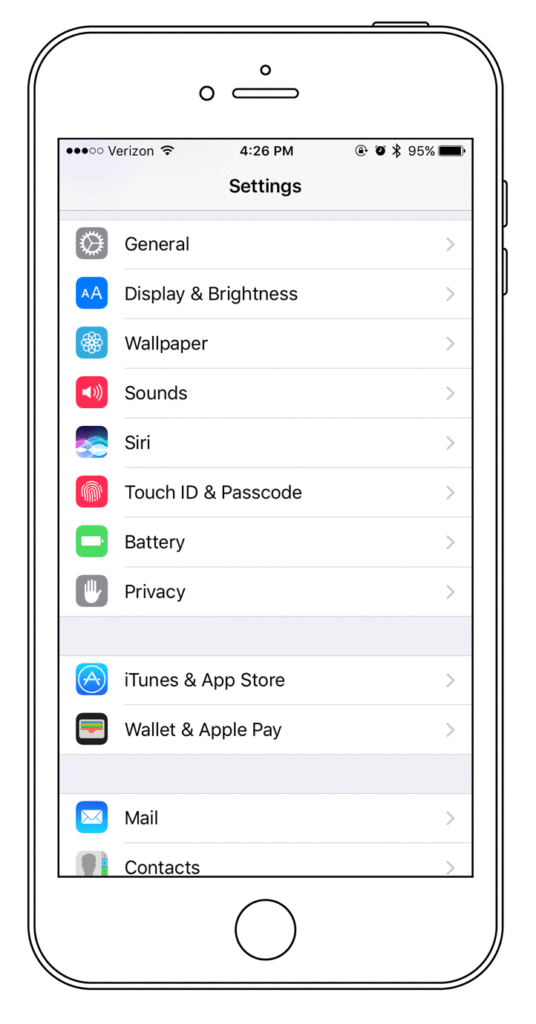 Verizon 4:26 PM 95%
Settings
General
AA Display & Brightness
Wallpaper
Sounds
Siri
Touch ID & Passcode
Battery
Privacy
iTunes & App Store
Wallet & Apple Pay
Mail
Contacts